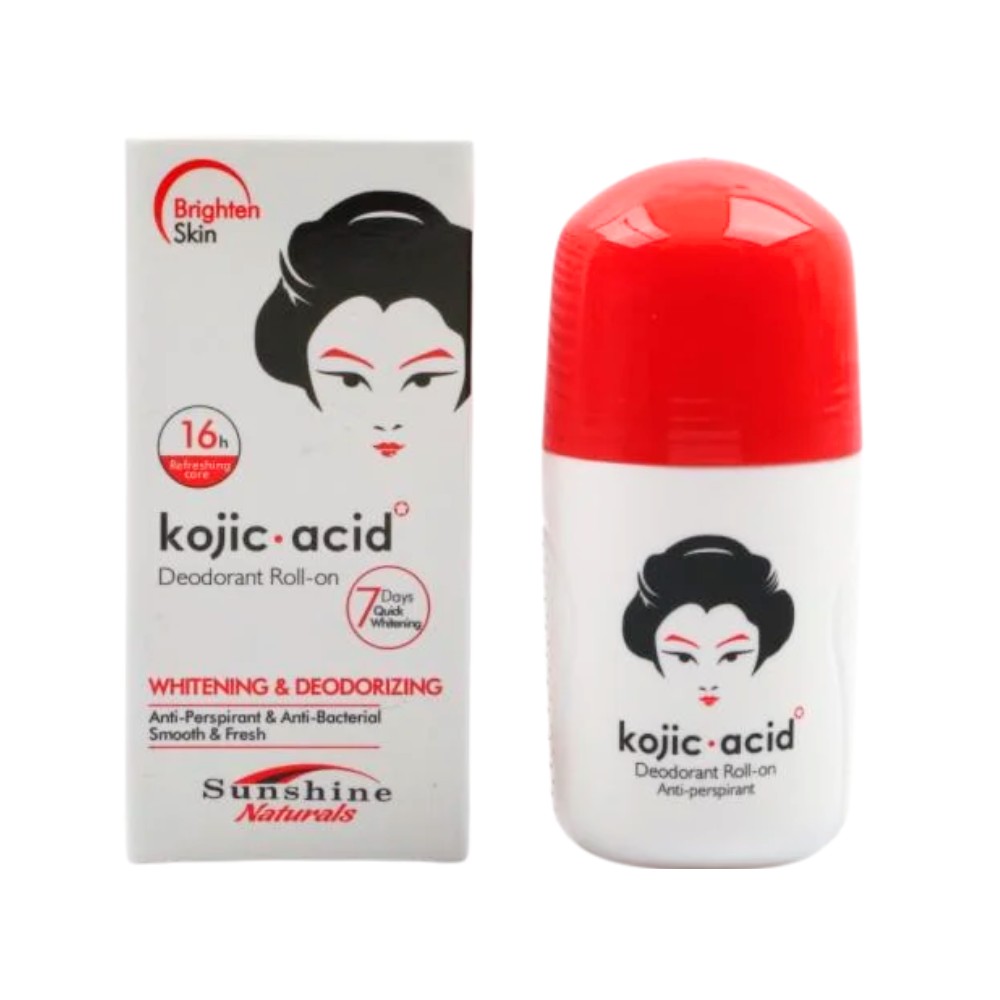 Brighten
Skin
16h
Refreshing
care
kojic·acid
Deodorant Roll-on
7 Days
Quick
Whitening
WHITENING & DEODORIZING
Anti-Perspirant & Anti-Bacterial
Smooth & Fresh
Sunshine
Naturals
kojic·acid
Deodorant Roll-on
Anti-perspirant